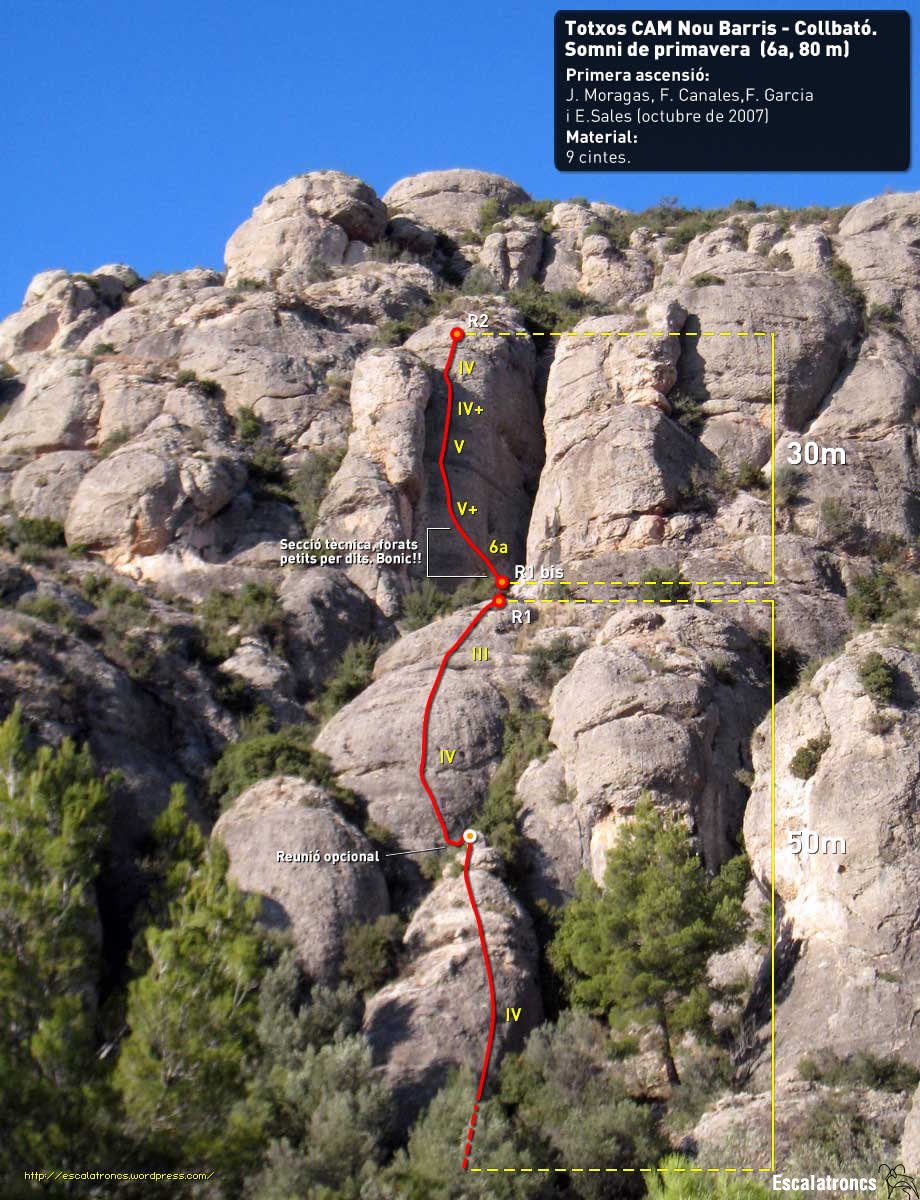 Totxos CAM Nou Barris - Collbató.
Somni de primavera (6a, 80 m)
Primera ascensió:
J. Moragas, F. Canales,F. Garcia
i E.Sales (octubre de 2007)
Material:
9 cintes.
R2
IV
IV+
V
30m
V+
Secció tècnica, forats
petits per dits. Bonic!!
6a
R1 bis
R1
III
IV
50m
Reunió opcional
IV
http://escalatroncs.wordpress.com/
Escalatroncs